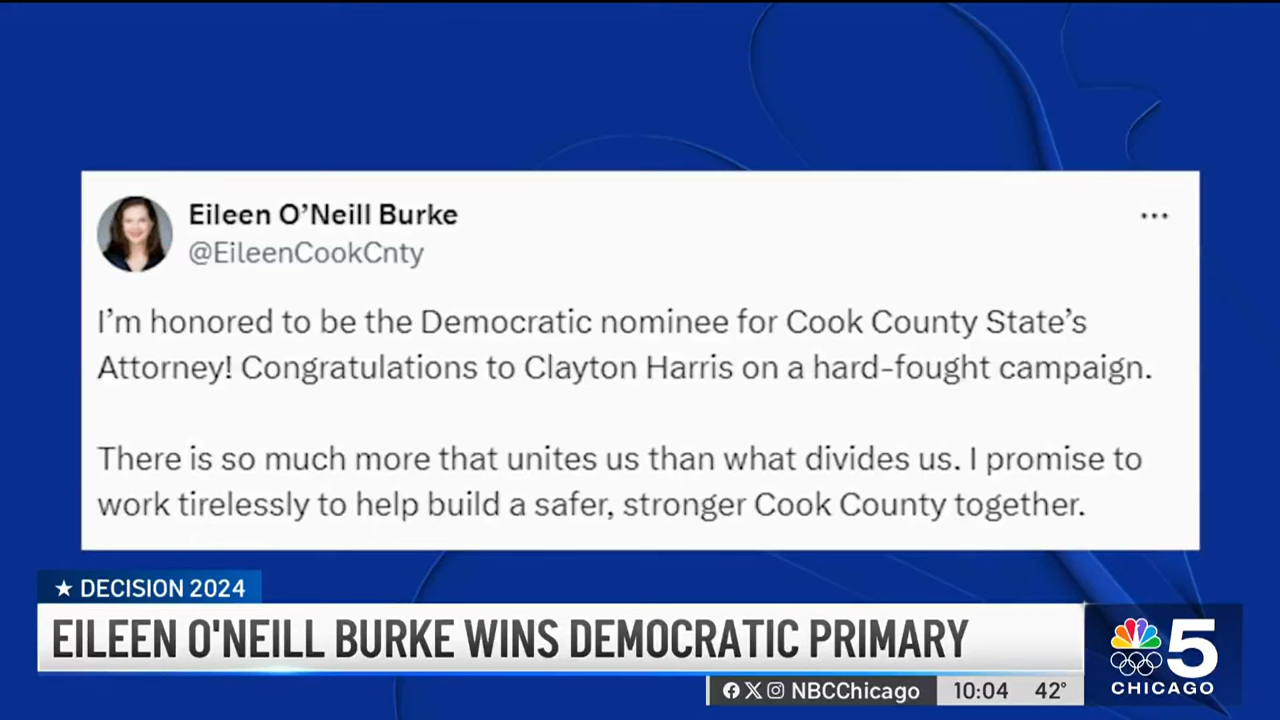 Eileen O’Neill Burke
@EileenCookCnty
I’m honored to be the Democratic nominee for Cook County State’s
Attorney! Congratulations to Clayton Harris on a hard-fought campaign.
There is so much more that unites us than what divides us. I promise to
work tirelessly to help build a safer, stronger Cook County together.
★ DECISION 2024
EILEEN O'NEILL BURKE WINS DEMOCRATIC PRIMARY
5
CHICAGO
NBCChicago 10:04 42°